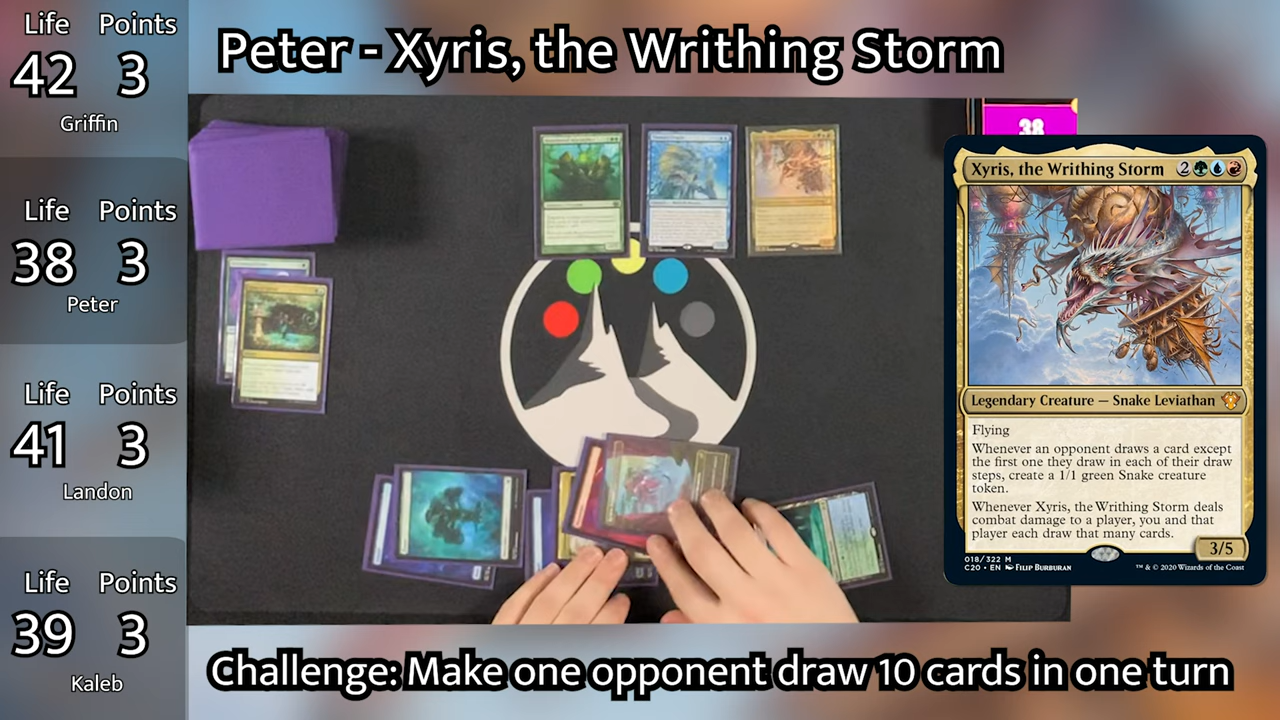 Life Points
42 3
Griffin
Life Points
38 3
Peter
Life Points
41 3
Landon
Life Points
39 3
Kaleb
Peter - Xyris, the Writhing Storm
38
Xyris, the Writhing Storm 2
Legendary Creature — Snake Leviathan
Flying
Whenever an opponent draws a card except
the first one they draw in each of their draw
steps, create a 1/1 green Snake creature
token.
Whenever Xyris, the Writhing Storm deals
combat damage to a player, you and that
player each draw that many cards.
3/5
018/322 M
C20 • EN Filip Burburan
™ & © 2020 Wizards of the Coast
Challenge: Make one opponent draw 10 cards in one turn